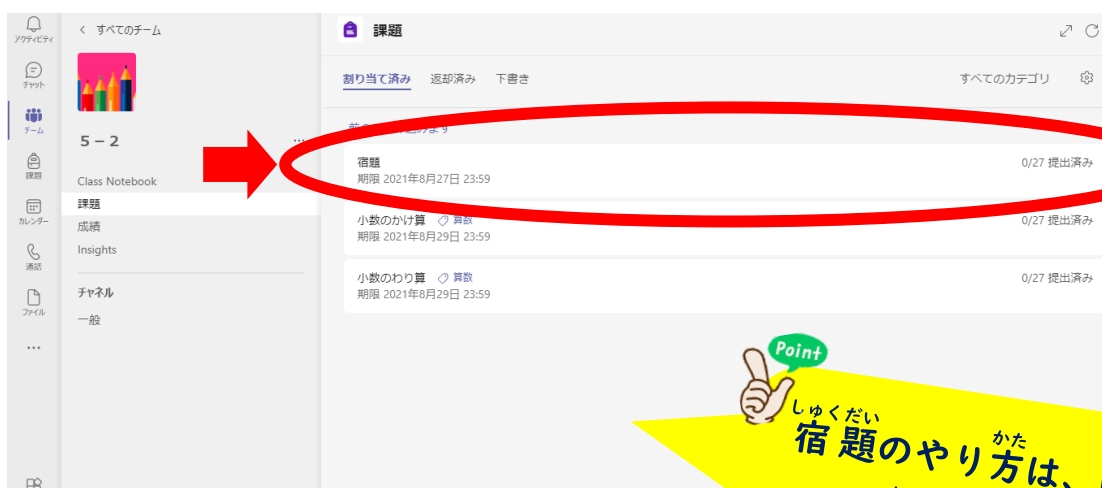 アクティビティ
チャット
チーム
課題
カレンダー
通話
ファイル
…
すべてのチーム
5－2
…
Class Notebook
課題
成績
Insights
チャネル
一般
課題
割り当て済み 返却済み 下書き すべてのカテゴリ
宿題 0/27 提出済み
期限 2021年8月27日 23:59
小数のかけ算 算数 0/27 提出済み
期限 2021年8月29日 23:59
小数のわり算 算数 0/27 提出済み
期限 2021年8月29日 23:59
Point
しゅくだい かた
宿題のやり方は、